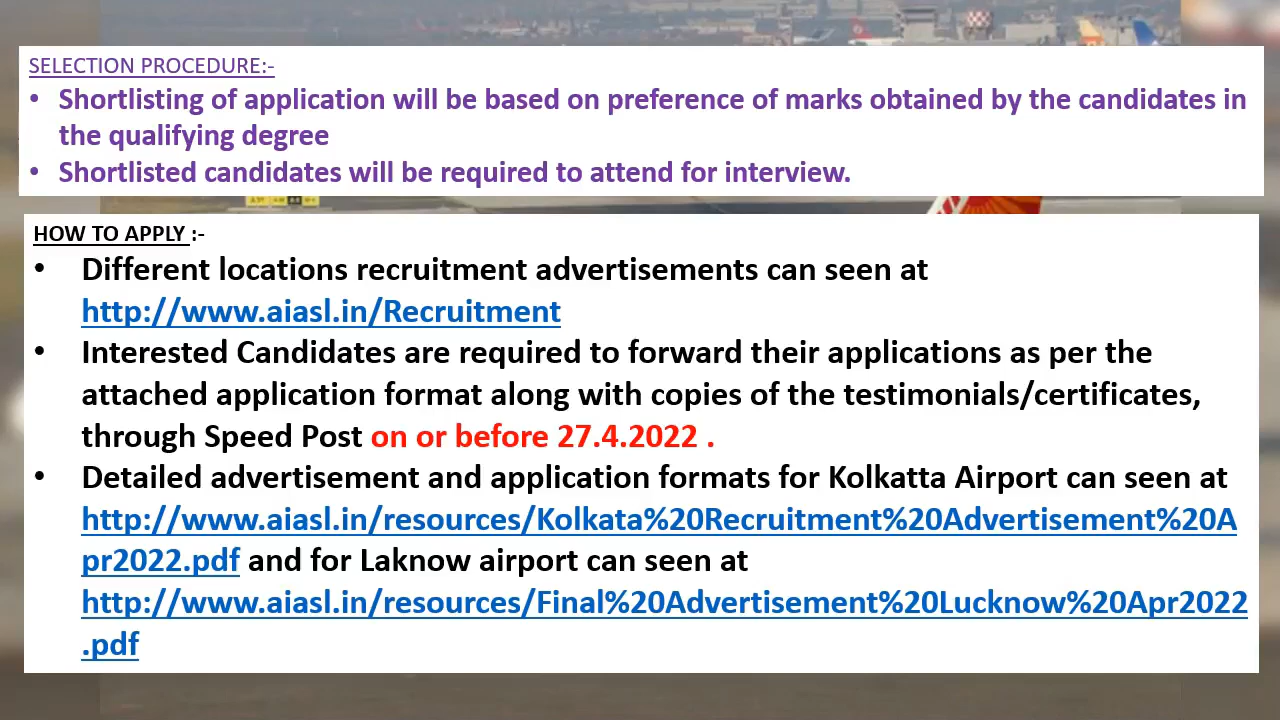 SELECTION PROCEDURE:-
• Shortlisting of application will be based on preference of marks obtained by the candidates in
the qualifying degree
• Shortlisted candidates will be required to attend for interview.
HOW TO APPLY :-
• Different locations recruitment advertisements can seen at
http://www.aiasl.in/Recruitment
• Interested Candidates are required to forward their applications as per the
attached application format along with copies of the testimonials/certificates,
through Speed Post on or before 27.4.2022 .
• Detailed advertisement and application formats for Kolkatta Airport can seen at
http://www.aiasl.in/resources/Kolkata%20Recruitment%20Advertisement%20A
pr2022.pdf and for Laknow airport can seen at
http://www.aiasl.in/resources/Final%20Advertisement%20Lucknow%20Apr2022
.pdf